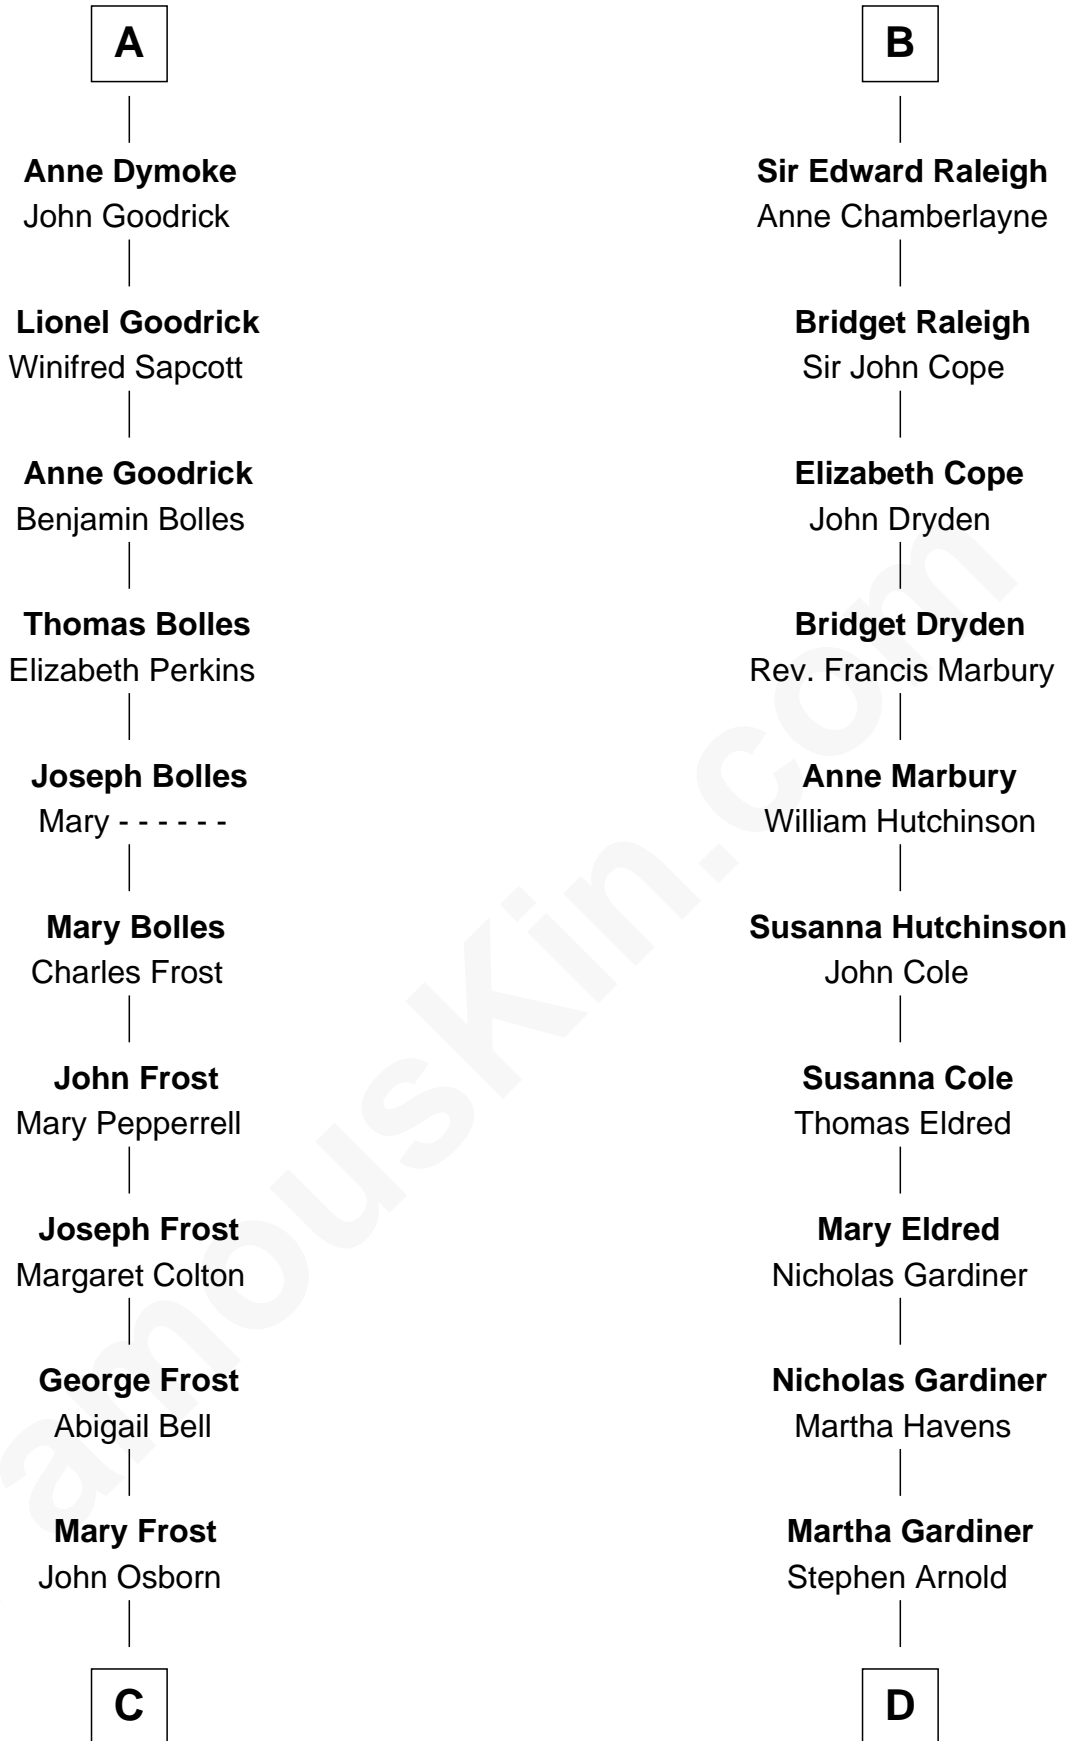 A
Anne Dymoke
John Goodrick
Lionel Goodrick
Winifred Sapcott
Anne Goodrick
Benjamin Bolles
Thomas Bolles
Elizabeth Perkins
Joseph Bolles
Mary - - - - - -
Mary Bolles
Charles Frost
John Frost
Mary Pepperrell
Joseph Frost
Margaret Colton
George Frost
Abigail Bell
Mary Frost
John Osborn
C
B
Sir Edward Raleigh
Anne Chamberlayne
Bridget Raleigh
Sir John Cope
Elizabeth Cope
John Dryden
Bridget Dryden
Rev. Francis Marbury
Anne Marbury
William Hutchinson
Susanna Hutchinson
John Cole
Susanna Cole
Thomas Eldred
Mary Eldred
Nicholas Gardiner
Nicholas Gardiner
Martha Havens
Martha Gardiner
Stephen Arnold
D
amousKin.com